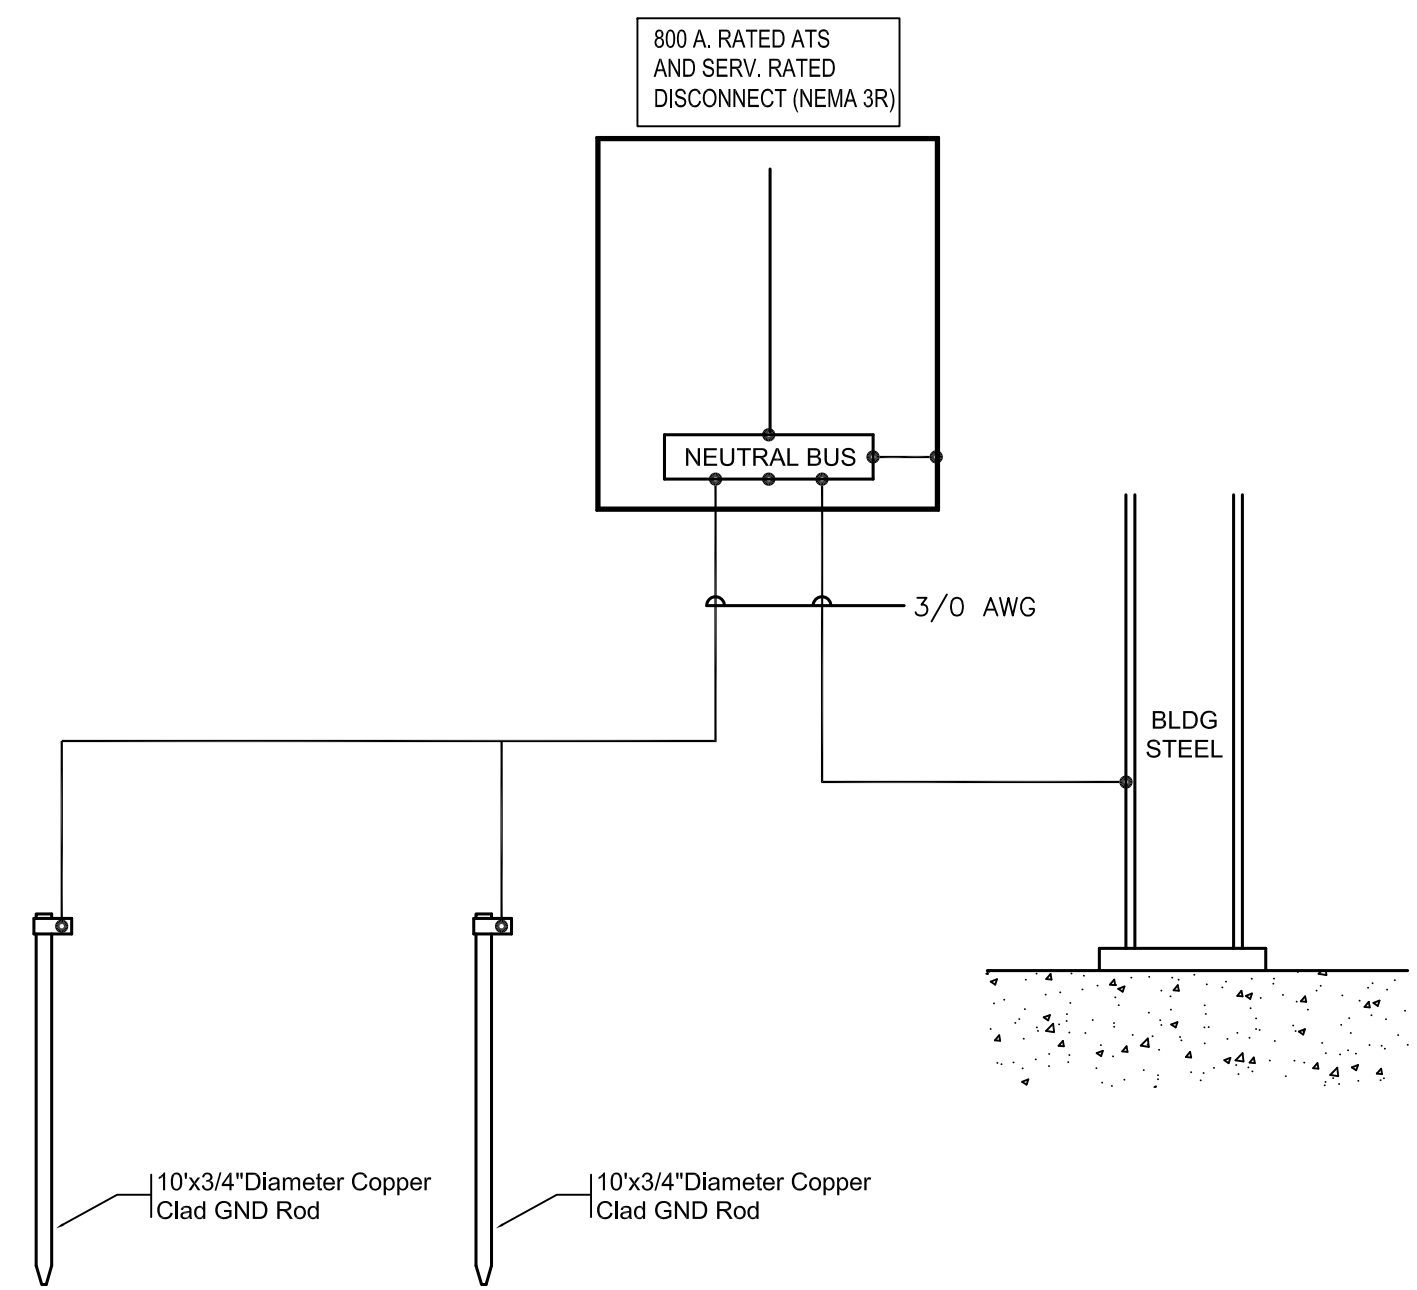 800 A. RATED ATS
AND SERV. RATED
DISCONNECT (NEMA 3R)
NEUTRAL BUS
3/0 AWG
BLDG
STEEL
10'x3/4"Diameter Copper
Clad GND Rod
10'x3/4"Diameter Copper
Clad GND Rod